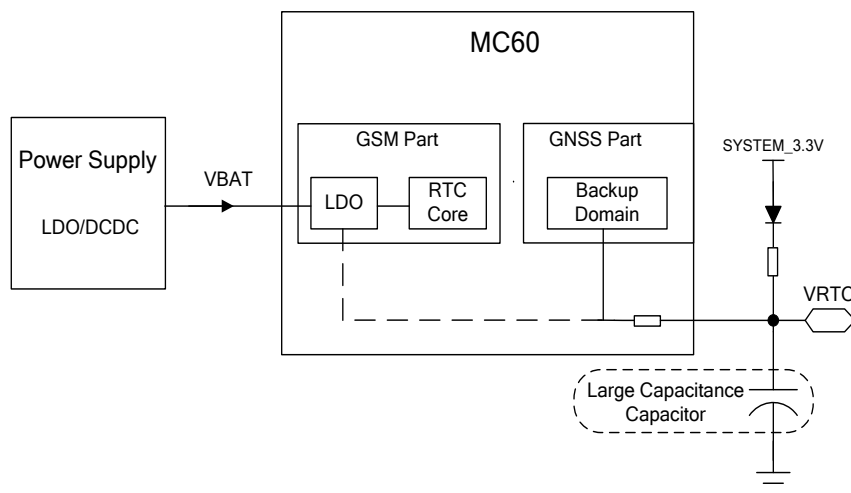 MC60
GSM Part
GNSS Part
SYSTEM_3.3V
Power Supply
LDO/DCDC
VBAT
LDO
RTC
Core
Backup
Domain
VRTC
Large Capacitance
Capacitor